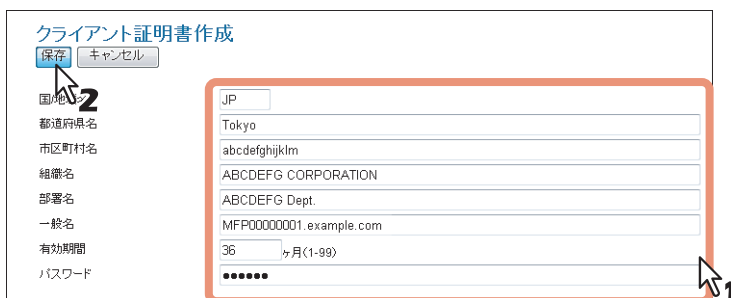 クライアント証明書作成
保存 キャンセル
2
JP
都道府県名 Tokyo
市区町村名 abcdefghijklm
組織名 ABCDEFG CORPORATION
部署名 ABCDEFG Dept.
一般名 MFP00000001.example.com
有効期間 36 ヶ月(1-99)
パスワード ●●●●●●
1